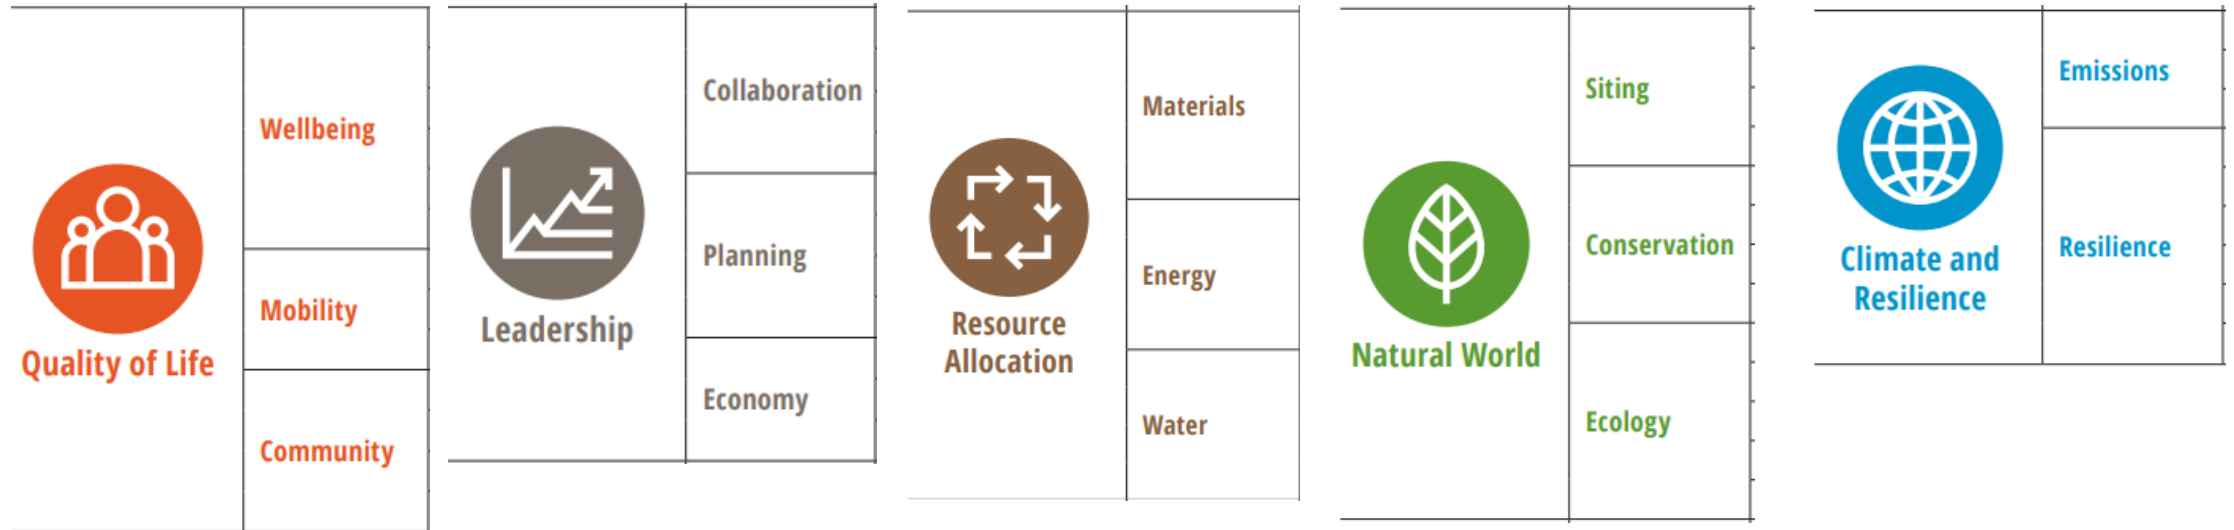 Quality of Life
Wellbeing
Mobility
Community
Leadership
Collaboration
Planning
Economy
Resource
Allocation
Materials
Energy
Water
Natural World
Siting
Conservation
Ecology
Climate and
Resilience
Emissions
Resilience